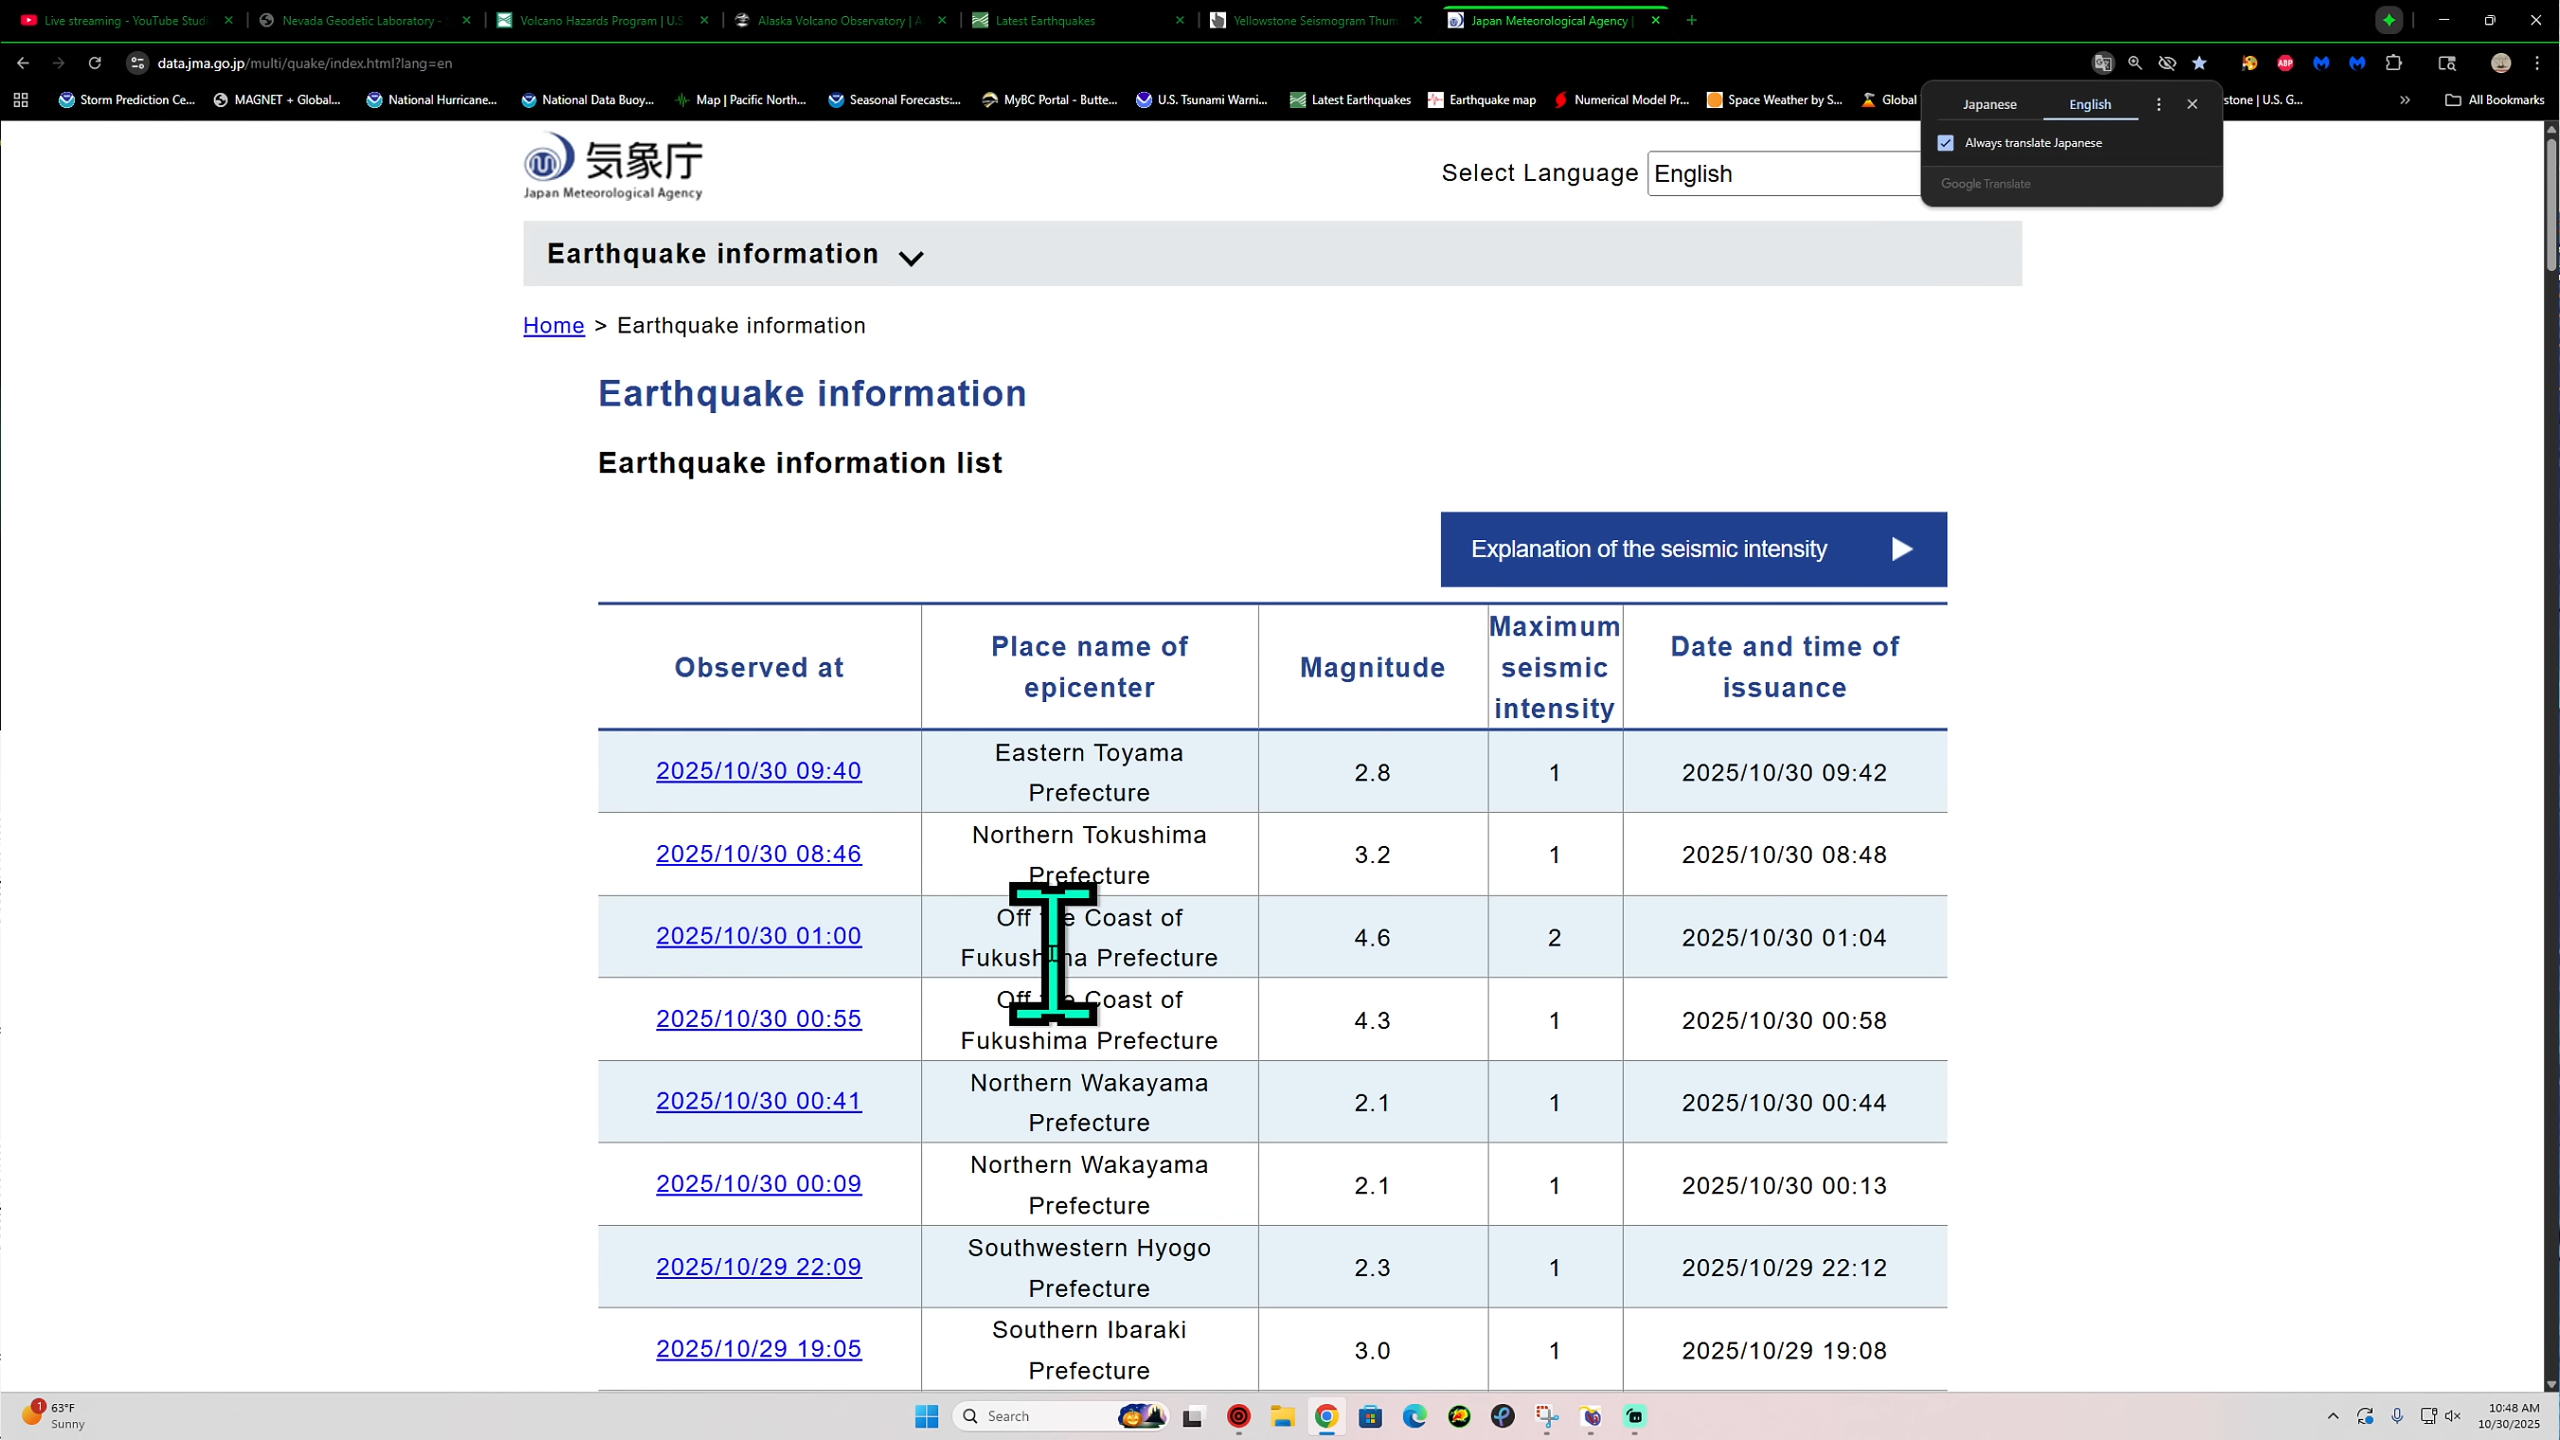 Live streaming - YouTube Studi
Nevada Geodetic Laboratory -
Volcano Hazards Program | U.S
Alaska Volcano Observatory | A
Latest Earthquakes
Yellowstone Seismogram Thum
Japan Meteorological Agency |
data.jma.go.jp/multi/quake/index.html?lang=en
Storm Prediction Ce...
MAGNET + Global...
National Hurricane...
National Data Buoy...
Map | Pacific North...
Seasonal Forecasts:...
MyBC Portal - Butte...
U.S. Tsunami Warni...
Latest Earthquakes
Earthquake map
Numerical Model Pr...
Space Weather by S...
Global
stone | U.S. G...
All Bookmarks
Japanese
English
Always translate Japanese
Google Translate
気象庁
Japan Meteorological Agency
Select Language
English
Earthquake information
Home > Earthquake information
Earthquake information
Earthquake information list
Explanation of the seismic intensity
Observed at
Place name of
epicenter
Magnitude
Maximum
seismic
intensity
Date and time of
issuance
2025/10/30 09:40
Eastern Toyama
Prefecture
2.8
1
2025/10/30 09:42
2025/10/30 08:46
Northern Tokushima
Prefecture
3.2
1
2025/10/30 08:48
2025/10/30 01:00
Off the Coast of
Fukushima Prefecture
4.6
2
2025/10/30 01:04
2025/10/30 00:55
Off the Coast of
Fukushima Prefecture
4.3
1
2025/10/30 00:58
2025/10/30 00:41
Northern Wakayama
Prefecture
2.1
1
2025/10/30 00:44
2025/10/30 00:09
Northern Wakayama
Prefecture
2.1
1
2025/10/30 00:13
2025/10/29 22:09
Southwestern Hyogo
Prefecture
2.3
1
2025/10/29 22:12
2025/10/29 19:05
Southern Ibaraki
Prefecture
3.0
1
2025/10/29 19:08
1
63°F
Sunny
Search
10:48 AM
10/30/2025
ABP